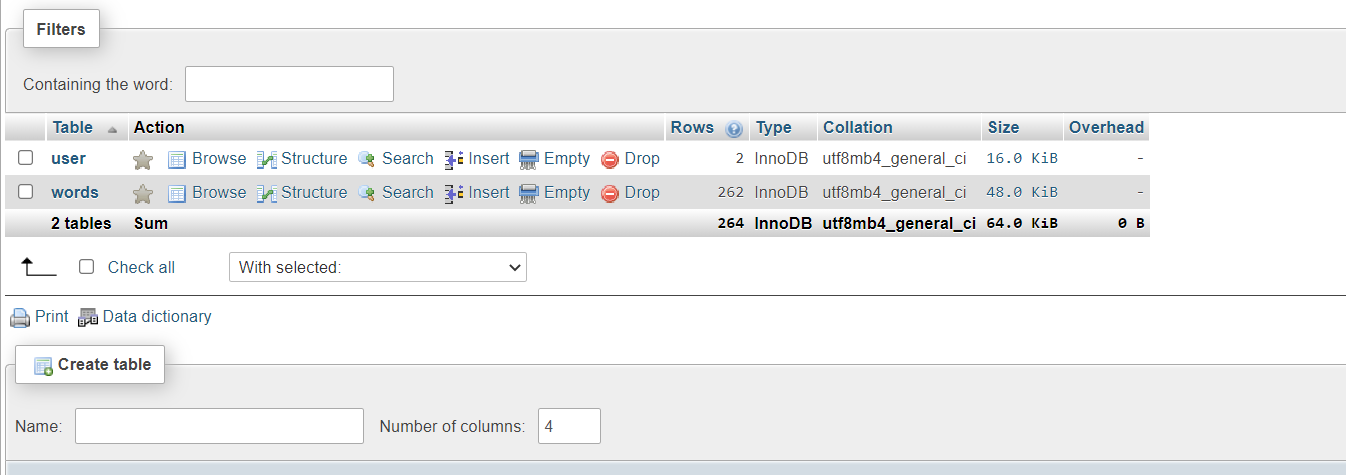 Filters
Containing the word:
Table Action Rows Type Collation Size Overhead
user Browse Structure Search Insert Empty Drop 2 InnoDB utf8mb4_general_ci 16.0 KiB -
words Browse Structure Search Insert Empty Drop 262 InnoDB utf8mb4_general_ci 48.0 KiB -
2 tables Sum 264 InnoDB utf8mb4_general_ci 64.0 KiB 0 B
Check all With selected:
Print Data dictionary
Create table
Name: Number of columns: 4